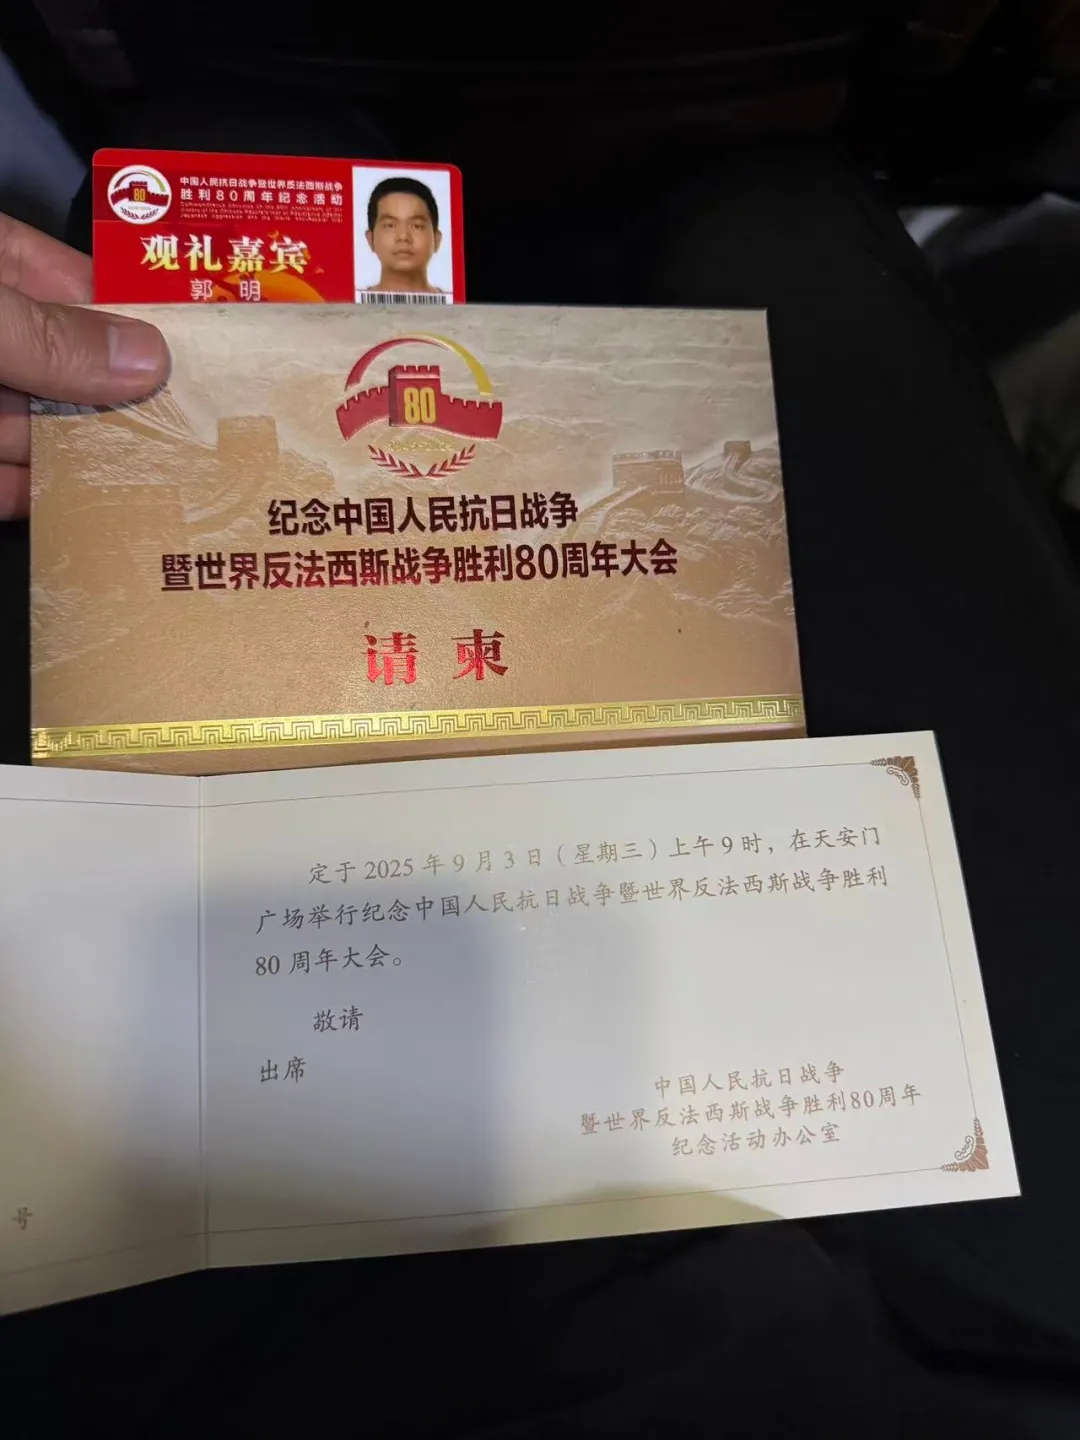 中国人民抗日战争暨世界反法西斯战争
胜利80周年纪念活动
观礼嘉宾
郭 明
80
80
纪念中国人民抗日战争
暨世界反法西斯战争胜利80周年大会
请柬
定于2025年9月3日（星期三）上午9时，在天安门
广场举行纪念中国人民抗日战争暨世界反法西斯战争胜利
80周年大会。
敬请
出席
中国人民抗日战争
暨世界反法西斯战争胜利80周年
纪念活动办公室
号